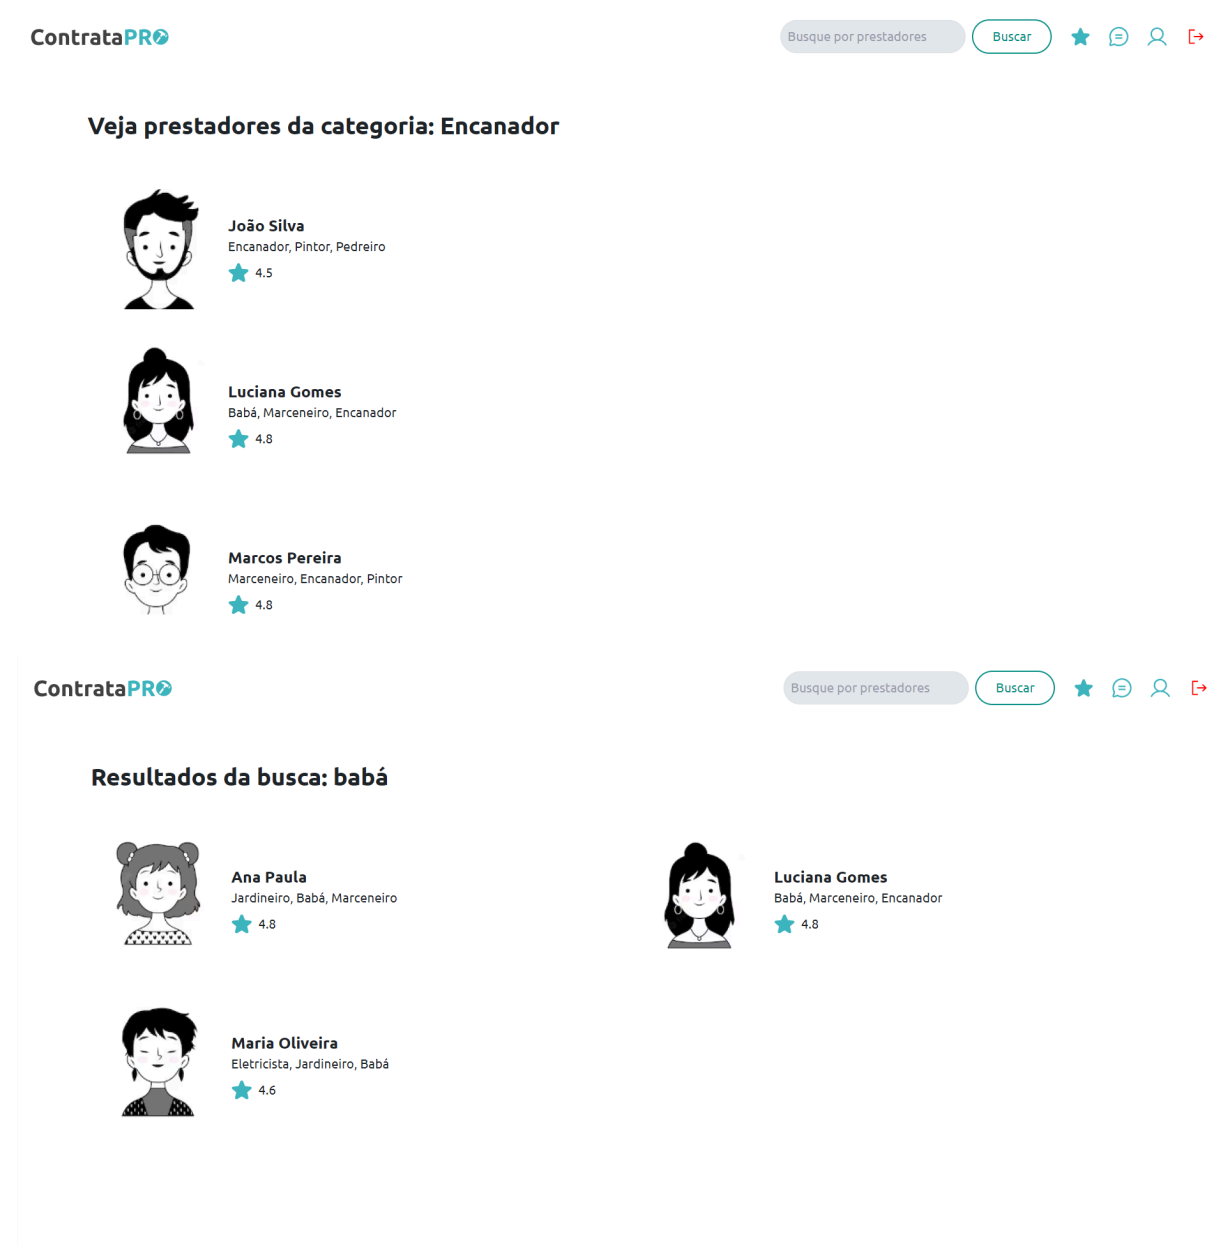 ContrataPRO
Busque por prestadores
Buscar
Veja prestadores da categoria: Encanador
João Silva
Encanador, Pintor, Pedreiro
4.5
Luciana Gomes
Babá, Marceneiro, Encanador
4.8
Marcos Pereira
Marceneiro, Encanador, Pintor
4.8
ContrataPRO
Busque por prestadores
Buscar
Resultados da busca: babá
Ana Paula
Jardineiro, Babá, Marceneiro
4.8
Luciana Gomes
Babá, Marceneiro, Encanador
4.8
Maria Oliveira
Eletricista, Jardineiro, Babá
4.6